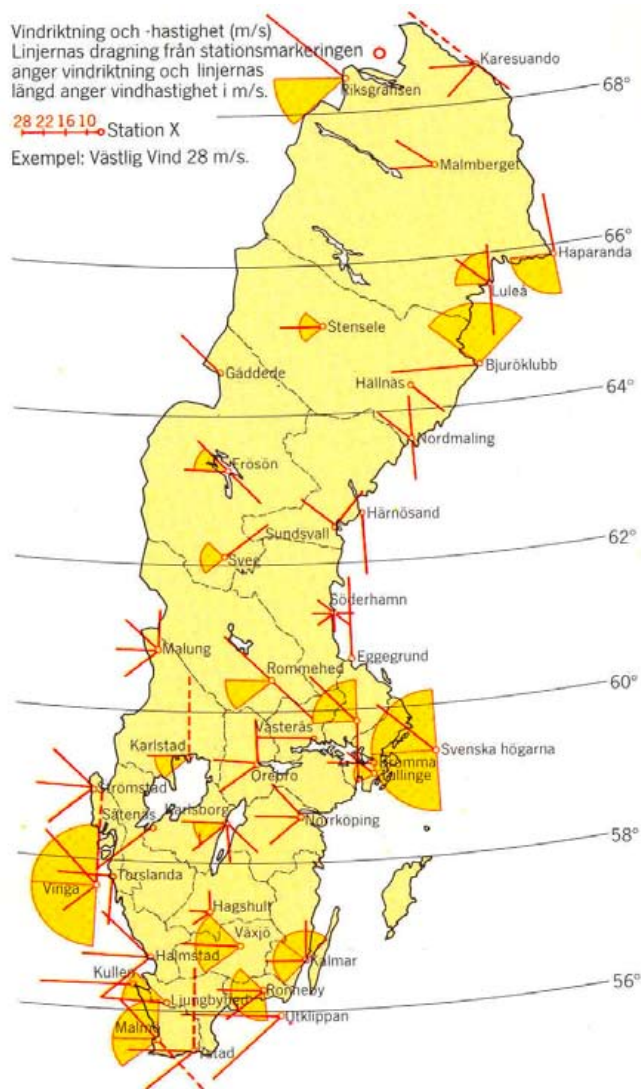 Vindriktning och -hastighet (m/s)
Linjernas dragning från stationsmarkeringen
anger vindriktning och linjernas
längd anger vindhastighet i m/s.
28 22 16 10
Station X
Exempel: Västlig Vind 28 m/s.
Karesuando
68°
Riksgränsen
Malmberget
66°
Haparanda
Luleå
Stensele
Bjuröklubb
Gäddede
Hällnäs
64°
Nordmaling
Frösön
Härnösand
Sundsvall
62°
Sveg
Söderhamn
Malung
Eggegrund
Rommehed
60°
Västerås
Karlstad
Svenska högarna
Bromma
Tullinge
Örebro
Strömstad
Såtenäs
Karlsborg
Norrköping
58°
Torslanda
Vinga
Hagshult
Växjö
Halmstad
Kalmar
Kullen
56°
Ljungbyhed
Ronneby
Utklippan
Malmö
Ystad